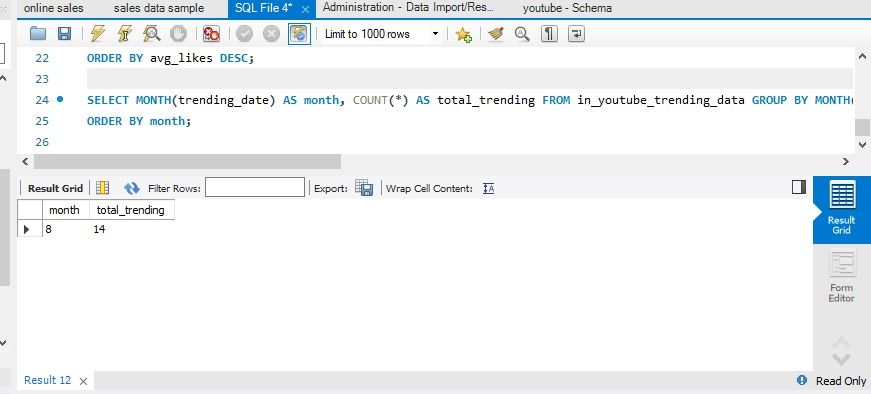 online sales
sales data sample
SQL File 4*
Administration - Data Import/Res...
youtube - Schema
Limit to 1000 rows
22 ORDER BY avg_likes DESC;
23
24 SELECT MONTH(trending_date) AS month, COUNT(*) AS total_trending FROM in_youtube_trending_data GROUP BY MONTH(
25 ORDER BY month;
26
Result Grid
Filter Rows:
Export:
Wrap Cell Content:
month total_trending
8 14
Result
Grid
Form
Editor
Result 12
Read Only